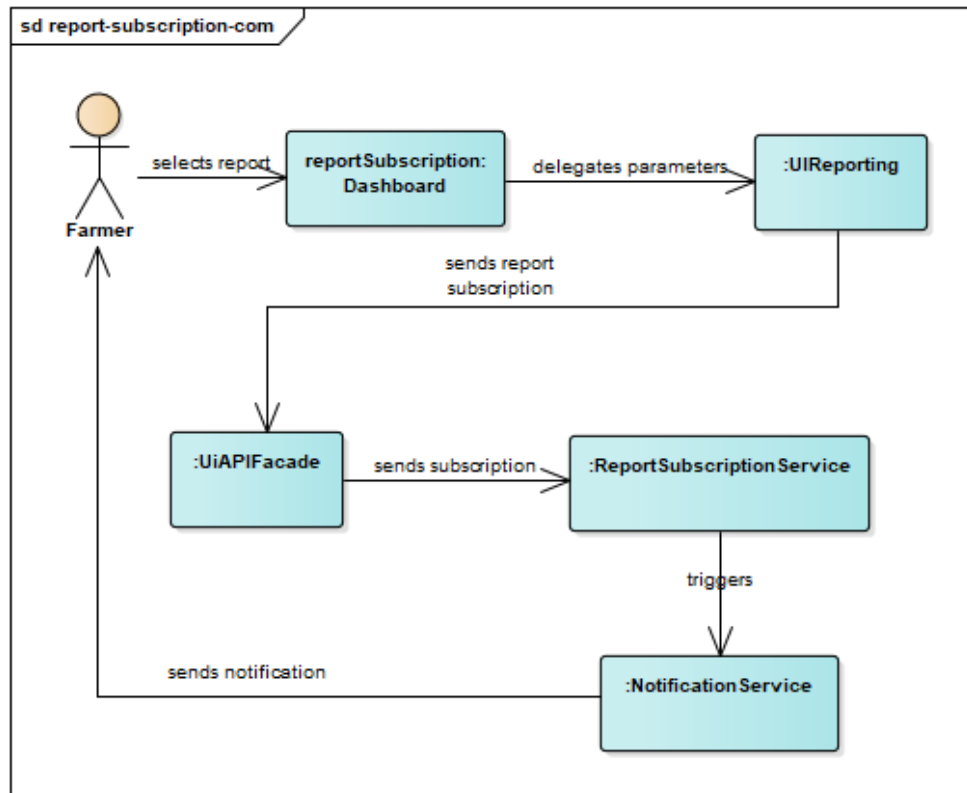 sd report-subscription-com
selects report
reportSubscription:
Dashboard
delegates parameters
:UIReporting
Farmer
sends report
subscription
:UiAPIFacade
sends subscription
:ReportSubscriptionService
triggers
sends notification
:NotificationService